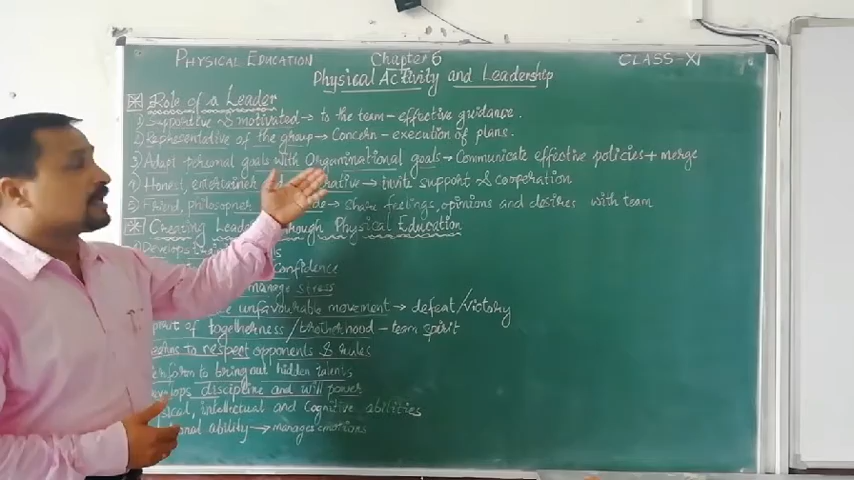 PHYSICAL EDUCATION
Chapter 6
CLASS-XI
Physical Activity and Leadership
Role of a Leader
1) Supportive & motivated → to the team - effective guidance.
2) Representative of the group → Concern - execution of plans.
3) Adapt personal goals with Organinational goals → Communicate effective policies → merge
4) Honest, entertainer → invite support & cooperation
5) Friend, philosopher → share feelings, opinions and desires with team
Creating through Physical Education
Develops
confidence
manage stress
unfavourable movement → defeat/victory
of togetherness/brotherhood - team spirit
to respect opponents & rules
to bring out hidden talents
discipline and will power
intellectual and Cognitive abilities
ability → manages emotions